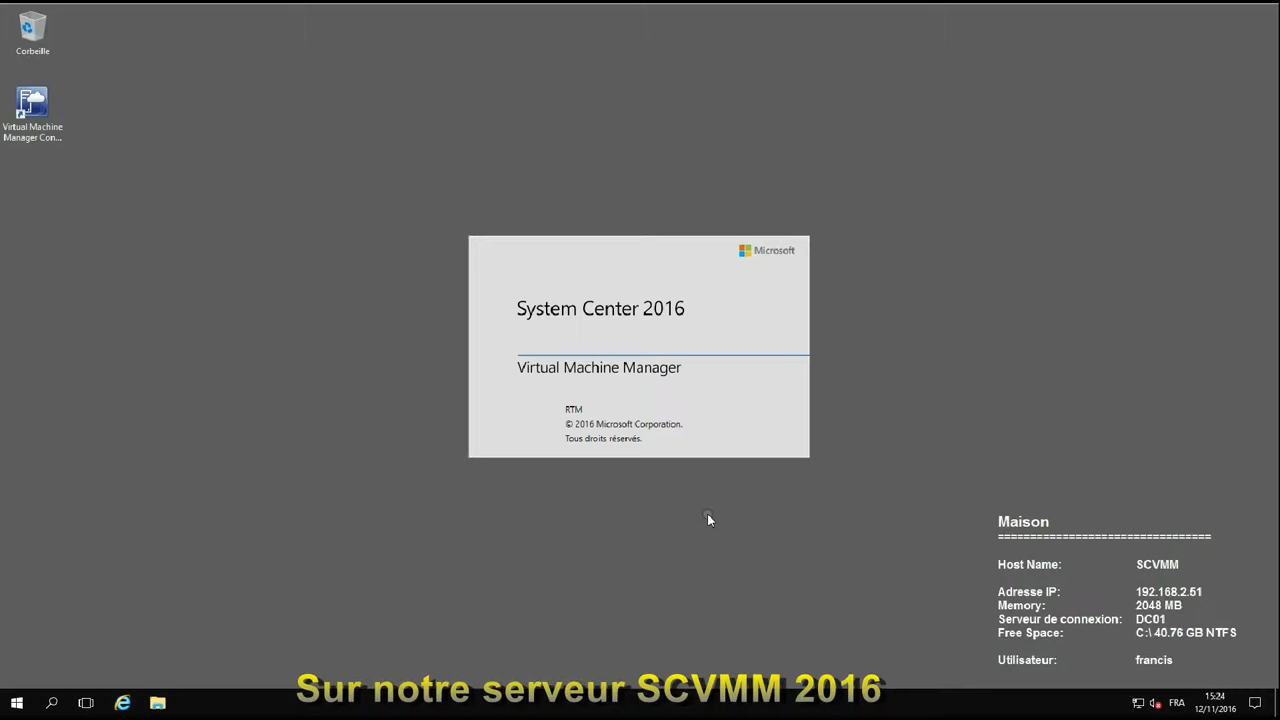 Corbeille
Virtual Machine
Manager Con...
Microsoft
System Center 2016
Virtual Machine Manager
RTM
© 2016 Microsoft Corporation.
Tous droits réservés.
Maison
================================
Host Name: SCVMM
Adresse IP: 192.168.2.51
Memory: 2048 MB
Serveur de connexion: DC01
Free Space: C:\ 40.76 GB NTFS
Utilisateur: francis
Sur notre serveur SCVMM 2016
FRA
15:24
12/11/2016